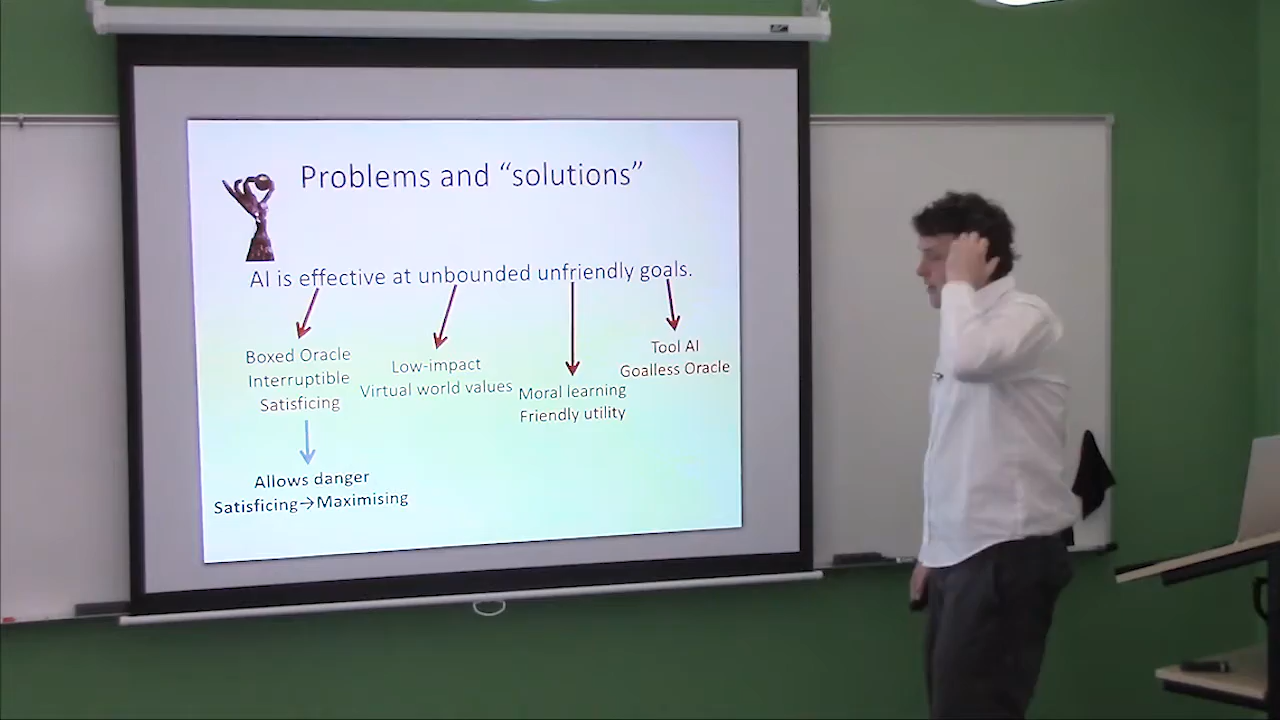 Problems and “solutions”
AI is effective at unbounded unfriendly goals.
Boxed Oracle
Interruptible
Satisficing
Low-impact
Virtual world values
Moral learning
Friendly utility
Tool AI
Goalless Oracle
Allows danger
Satisficing→Maximising